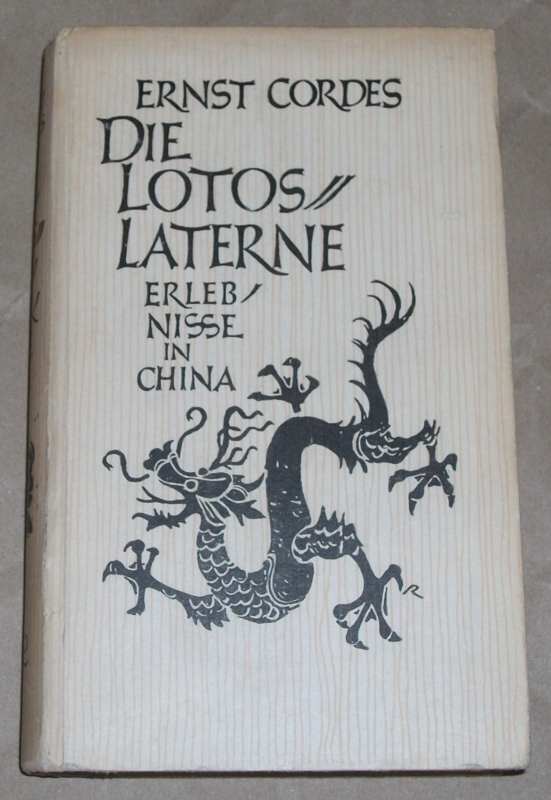 ERNST CORDES
DIE
LOTOS//
LATERNE
ERLEB/
NISSE
IN
CHINA
R